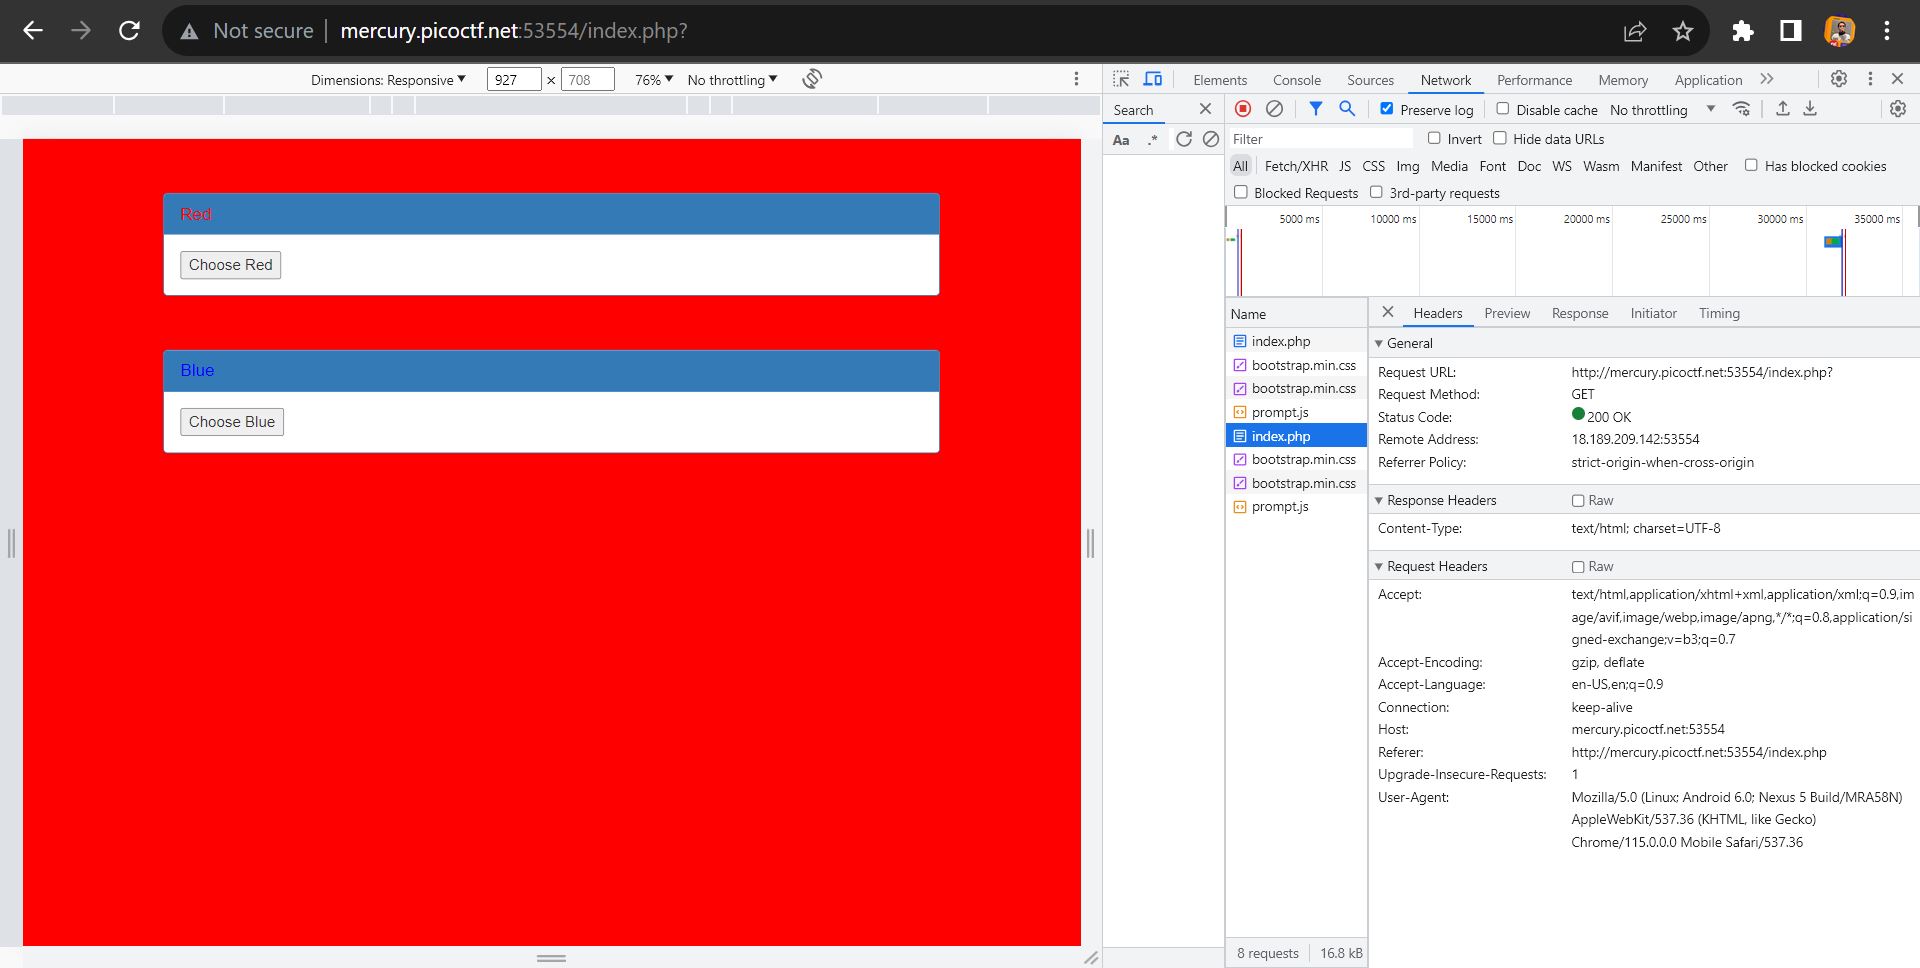 Not secure mercury.picoctf.net:53554/index.php?
Dimensions: Responsive 927 × 708 76% No throttling
Elements Console Sources Network Performance Memory Application
Search
Preserve log Disable cache No throttling
Aa .*
Filter Invert Hide data URLs
All Fetch/XHR JS CSS Img Media Font Doc WS Wasm Manifest Other Has blocked cookies
Blocked Requests 3rd-party requests
5000 ms 10000 ms 15000 ms 20000 ms 25000 ms 30000 ms 35000 ms
Red
Choose Red
Blue
Choose Blue
Name
index.php
bootstrap.min.css
bootstrap.min.css
prompt.js
index.php
bootstrap.min.css
bootstrap.min.css
prompt.js
8 requests 16.8 kB
Headers Preview Response Initiator Timing
General
Request URL: http://mercury.picoctf.net:53554/index.php?
Request Method: GET
Status Code: 200 OK
Remote Address: 18.189.209.142:53554
Referrer Policy: strict-origin-when-cross-origin
Response Headers Raw
Content-Type: text/html; charset=UTF-8
Request Headers Raw
Accept: text/html,application/xhtml+xml,application/xml;q=0.9,im
age/avif,image/webp,image/apng,*/*;q=0.8,application/si
gned-exchange;v=b3;q=0.7
Accept-Encoding: gzip, deflate
Accept-Language: en-US,en;q=0.9
Connection: keep-alive
Host: mercury.picoctf.net:53554
Referer: http://mercury.picoctf.net:53554/index.php
Upgrade-Insecure-Requests: 1
User-Agent: Mozilla/5.0 (Linux; Android 6.0; Nexus 5 Build/MRA58N)
AppleWebKit/537.36 (KHTML, like Gecko)
Chrome/115.0.0.0 Mobile Safari/537.36